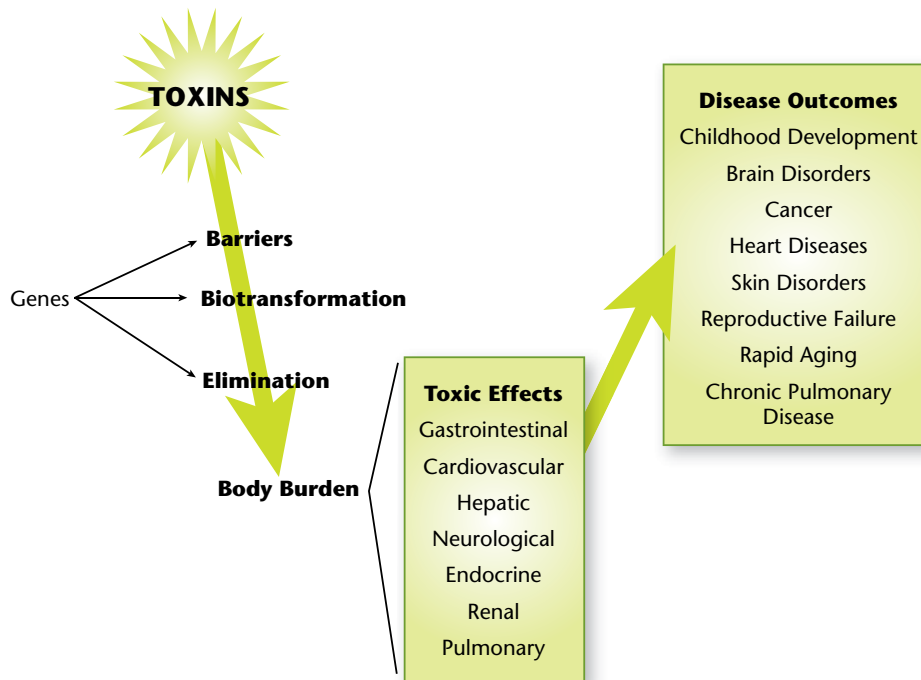 TOXINS
Genes
Barriers
Biotransformation
Elimination
Body Burden
Toxic Effects
Gastrointestinal
Cardiovascular
Hepatic
Neurological
Endocrine
Renal
Pulmonary
Disease Outcomes
Childhood Development
Brain Disorders
Cancer
Heart Diseases
Skin Disorders
Reproductive Failure
Rapid Aging
Chronic Pulmonary
Disease